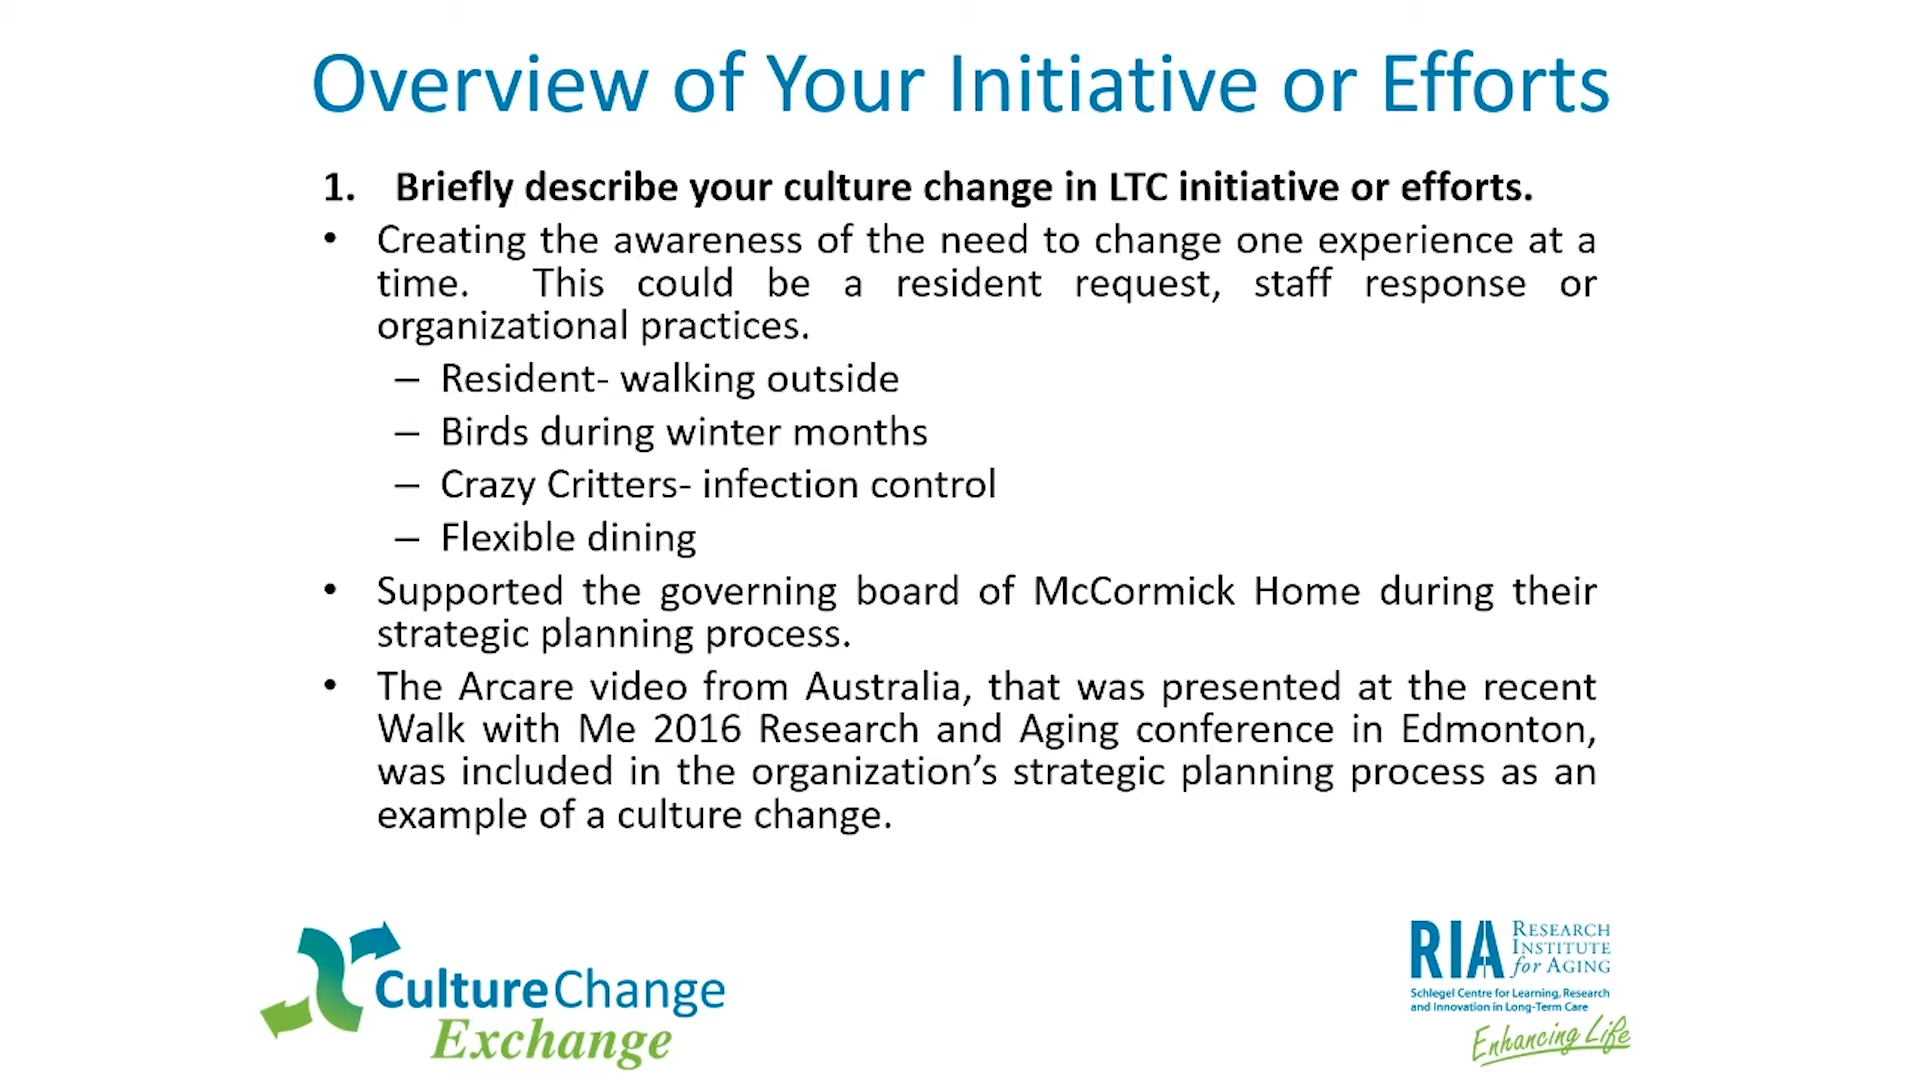 Overview of Your Initiative or Efforts
1. Briefly describe your culture change in LTC initiative or efforts.
• Creating the awareness of the need to change one experience at a
time. This could be a resident request, staff response or
organizational practices.
– Resident- walking outside
– Birds during winter months
– Crazy Critters- infection control
– Flexible dining
• Supported the governing board of McCormick Home during their
strategic planning process.
• The Arcare video from Australia, that was presented at the recent
Walk with Me 2016 Research and Aging conference in Edmonton,
was included in the organization’s strategic planning process as an
example of a culture change.
CultureChange
Exchange
RIA
RESEARCH
INSTITUTE
for AGING
Schlegel Centre for Learning, Research
and Innovation in Long-Term Care
Enhancing Life